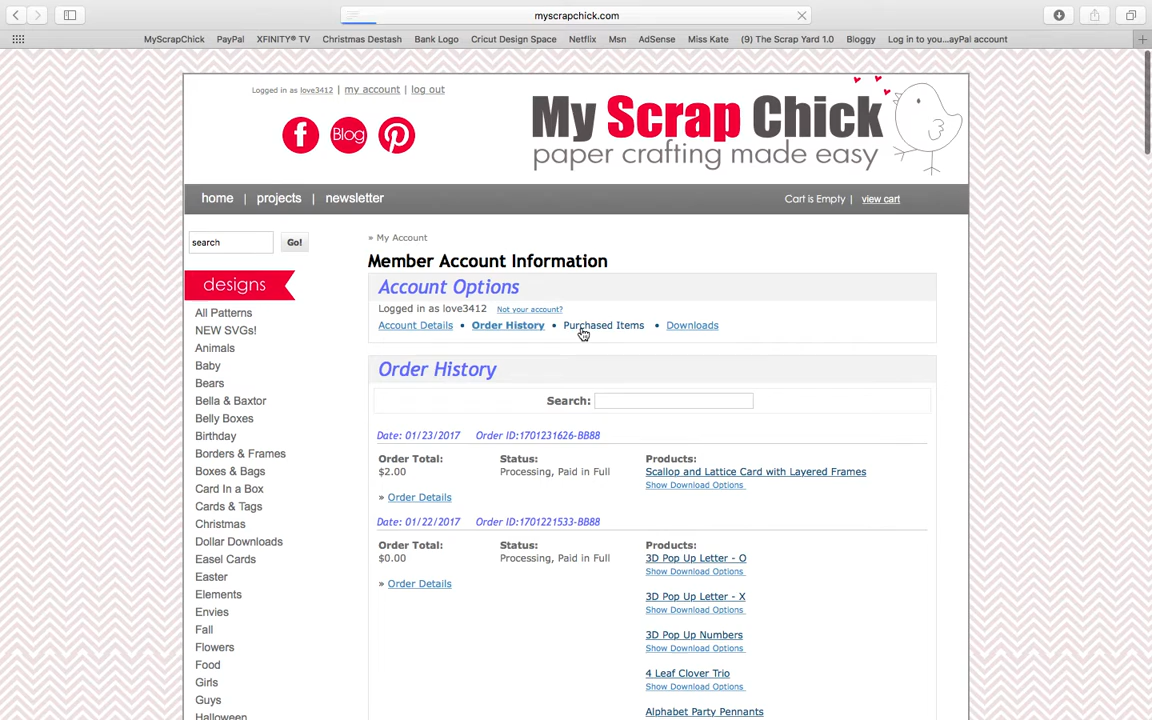 myscrapchick.com
MyScrapChick PayPal XFINITY® TV Christmas Destash Bank Logo Cricut Design Space Netflix Msn AdSense Miss Kate (9) The Scrap Yard 1.0 Bloggy Log in to you...ayPal account
Logged in as love3412 | my account | log out
f Blog
My Scrap Chick
paper crafting made easy
home | projects | newsletter
Cart is Empty | view cart
search Go!
designs
All Patterns
NEW SVGs!
Animals
Baby
Bears
Bella & Baxtor
Belly Boxes
Birthday
Borders & Frames
Boxes & Bags
Card In a Box
Cards & Tags
Christmas
Dollar Downloads
Easel Cards
Easter
Elements
Envies
Fall
Flowers
Food
Girls
Guys
Halloween
» My Account
Member Account Information
Account Options
Logged in as love3412 Not your account?
Account Details • Order History • Purchased Items • Downloads
Order History
Search:
Date: 01/23/2017 Order ID:1701231626-BB88
Order Total: Status: Products:
$2.00 Processing, Paid in Full Scallop and Lattice Card with Layered Frames
Show Download Options
» Order Details
Date: 01/22/2017 Order ID:1701221533-BB88
Order Total: Status: Products:
$0.00 Processing, Paid in Full 3D Pop Up Letter - O
Show Download Options
» Order Details
3D Pop Up Letter - X
Show Download Options
3D Pop Up Numbers
Show Download Options
4 Leaf Clover Trio
Show Download Options
Alphabet Party Pennants